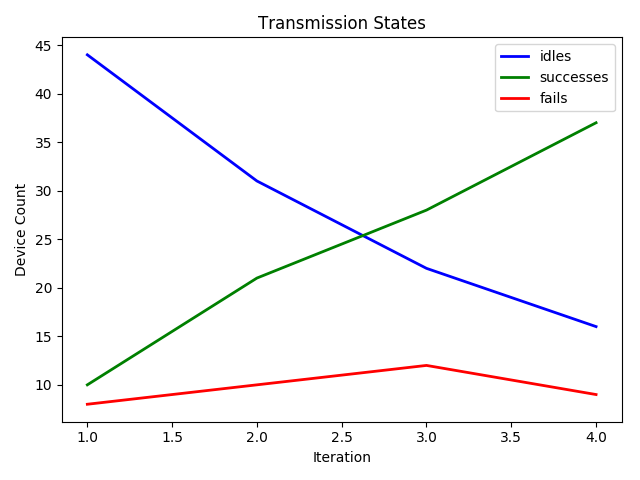 Transmission States
45
40
35
30
25
20
15
10
Device Count
idles
successes
fails
1.0 1.5 2.0 2.5 3.0 3.5 4.0
Iteration